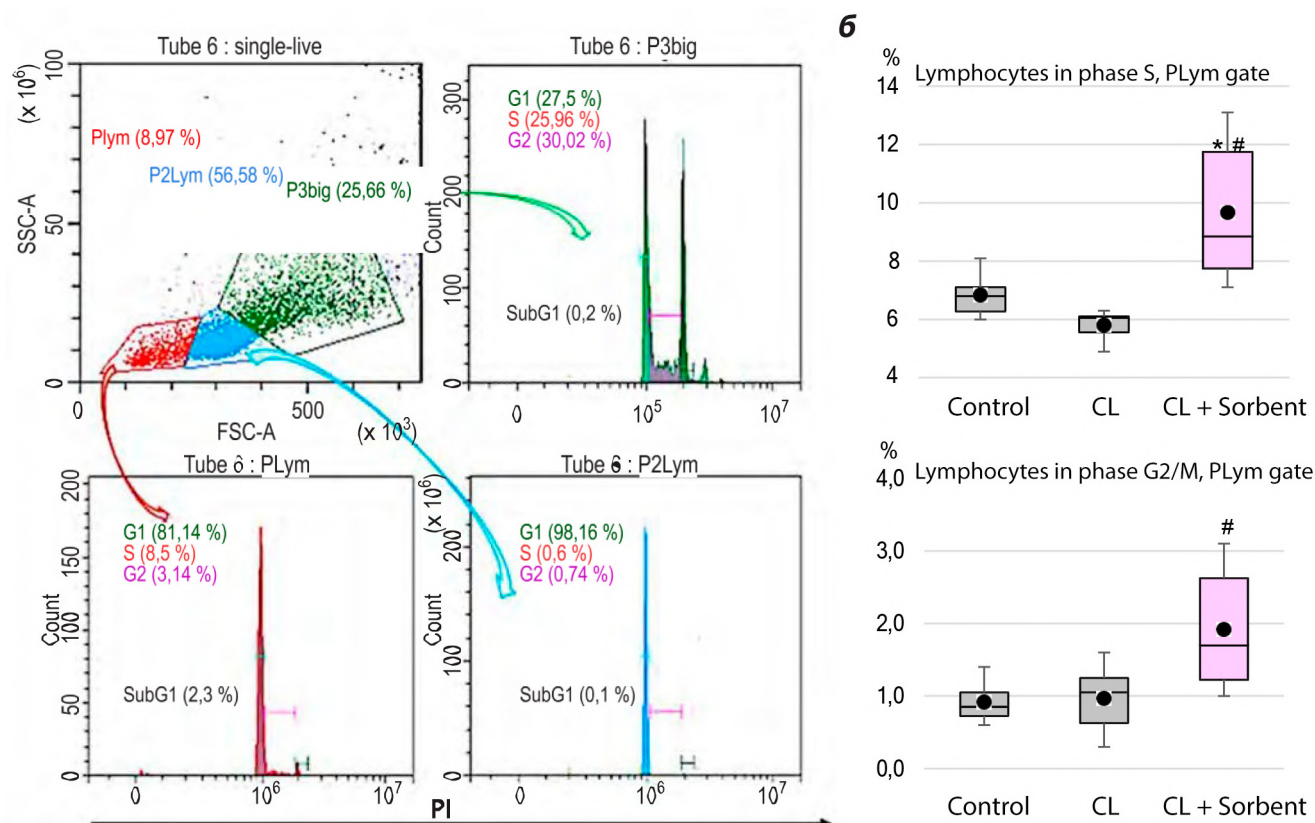 Tube 6 : single-live
(x 10⁶)
100
50
0
SSC-A
Plym (8,97 %)
P2Lym (56,58 %)
P3big (25,66 %)
0
500
FSC-A
(x 10³)
Tube 6 : P3big
300
200
100
0
Count
G1 (27,5 %)
S (25,96 %)
G2 (30,02 %)
SubG1 (0,2 %)
0
10⁵
10⁷
Tube 6 : PLym
200
150
100
50
0
Count
G1 (81,14 %)
S (8,5 %)
G2 (3,14 %)
SubG1 (2,3 %)
0
10⁶
10⁷
Tube 6 : P2Lym
(x 10⁶)
200
100
0
Count
G1 (98,16 %)
S (0,6 %)
G2 (0,74 %)
SubG1 (0,1 %)
0
10⁶
10⁷
PI
б
%
Lymphocytes in phase S, PLym gate
14
12
10
8
6
4
* #
Control
CL
CL + Sorbent
%
Lymphocytes in phase G2/M, PLym gate
4,0
3,0
2,0
1,0
0,0
#
Control
CL
CL + Sorbent